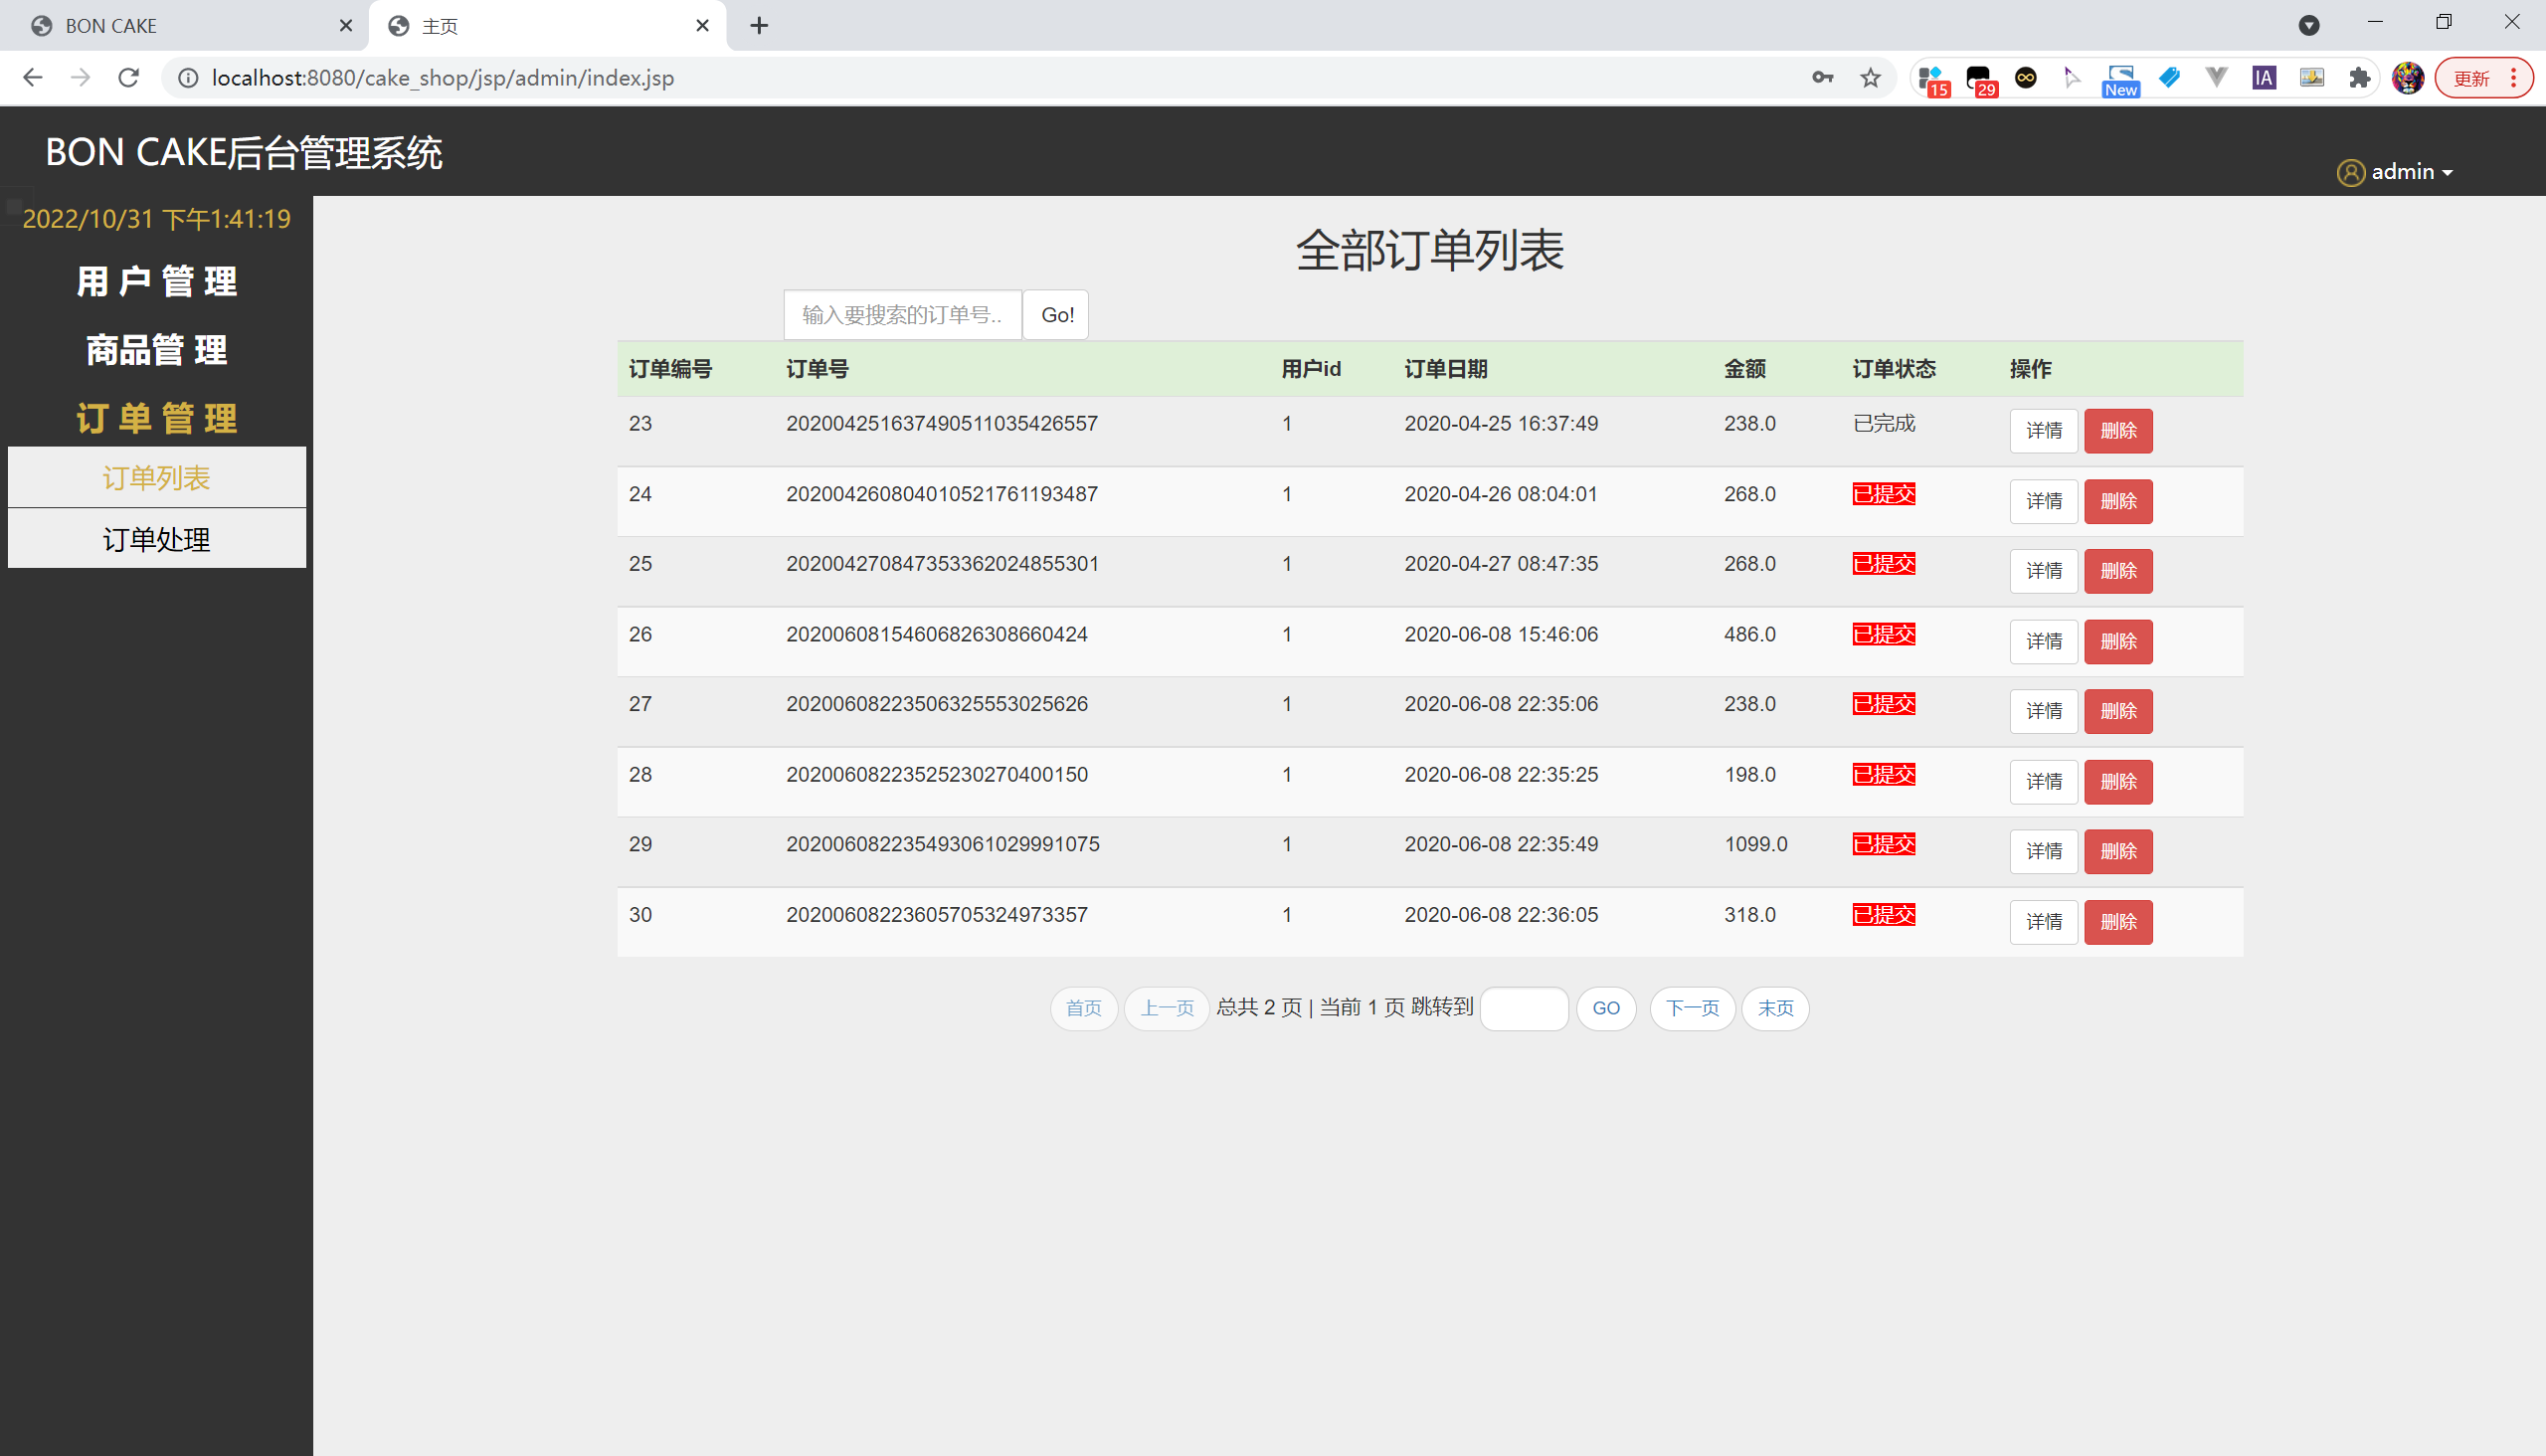 BON CAKE
主页
localhost:8080/cake_shop/jsp/admin/index.jsp
15
29
New
IA
更新
BON CAKE后台管理系统
admin
2022/10/31 下午1:41:19
用 户 管 理
商品管 理
订 单 管 理
订单列表
订单处理
全部订单列表
输入要搜索的订单号.. Go!
订单编号 订单号 用户id 订单日期 金额 订单状态 操作
23 202004251637490511035426557 1 2020-04-25 16:37:49 238.0 已完成 详情 删除
24 202004260804010521761193487 1 2020-04-26 08:04:01 268.0 已提交 详情 删除
25 202004270847353362024855301 1 2020-04-27 08:47:35 268.0 已提交 详情 删除
26 20200608154606826308660424 1 2020-06-08 15:46:06 486.0 已提交 详情 删除
27 20200608223506325553025626 1 2020-06-08 22:35:06 238.0 已提交 详情 删除
28 20200608223525230270400150 1 2020-06-08 22:35:25 198.0 已提交 详情 删除
29 202006082235493061029991075 1 2020-06-08 22:35:49 1099.0 已提交 详情 删除
30 20200608223605705324973357 1 2020-06-08 22:36:05 318.0 已提交 详情 删除
首页 上一页 总共 2 页 | 当前 1 页 跳转到 GO 下一页 末页